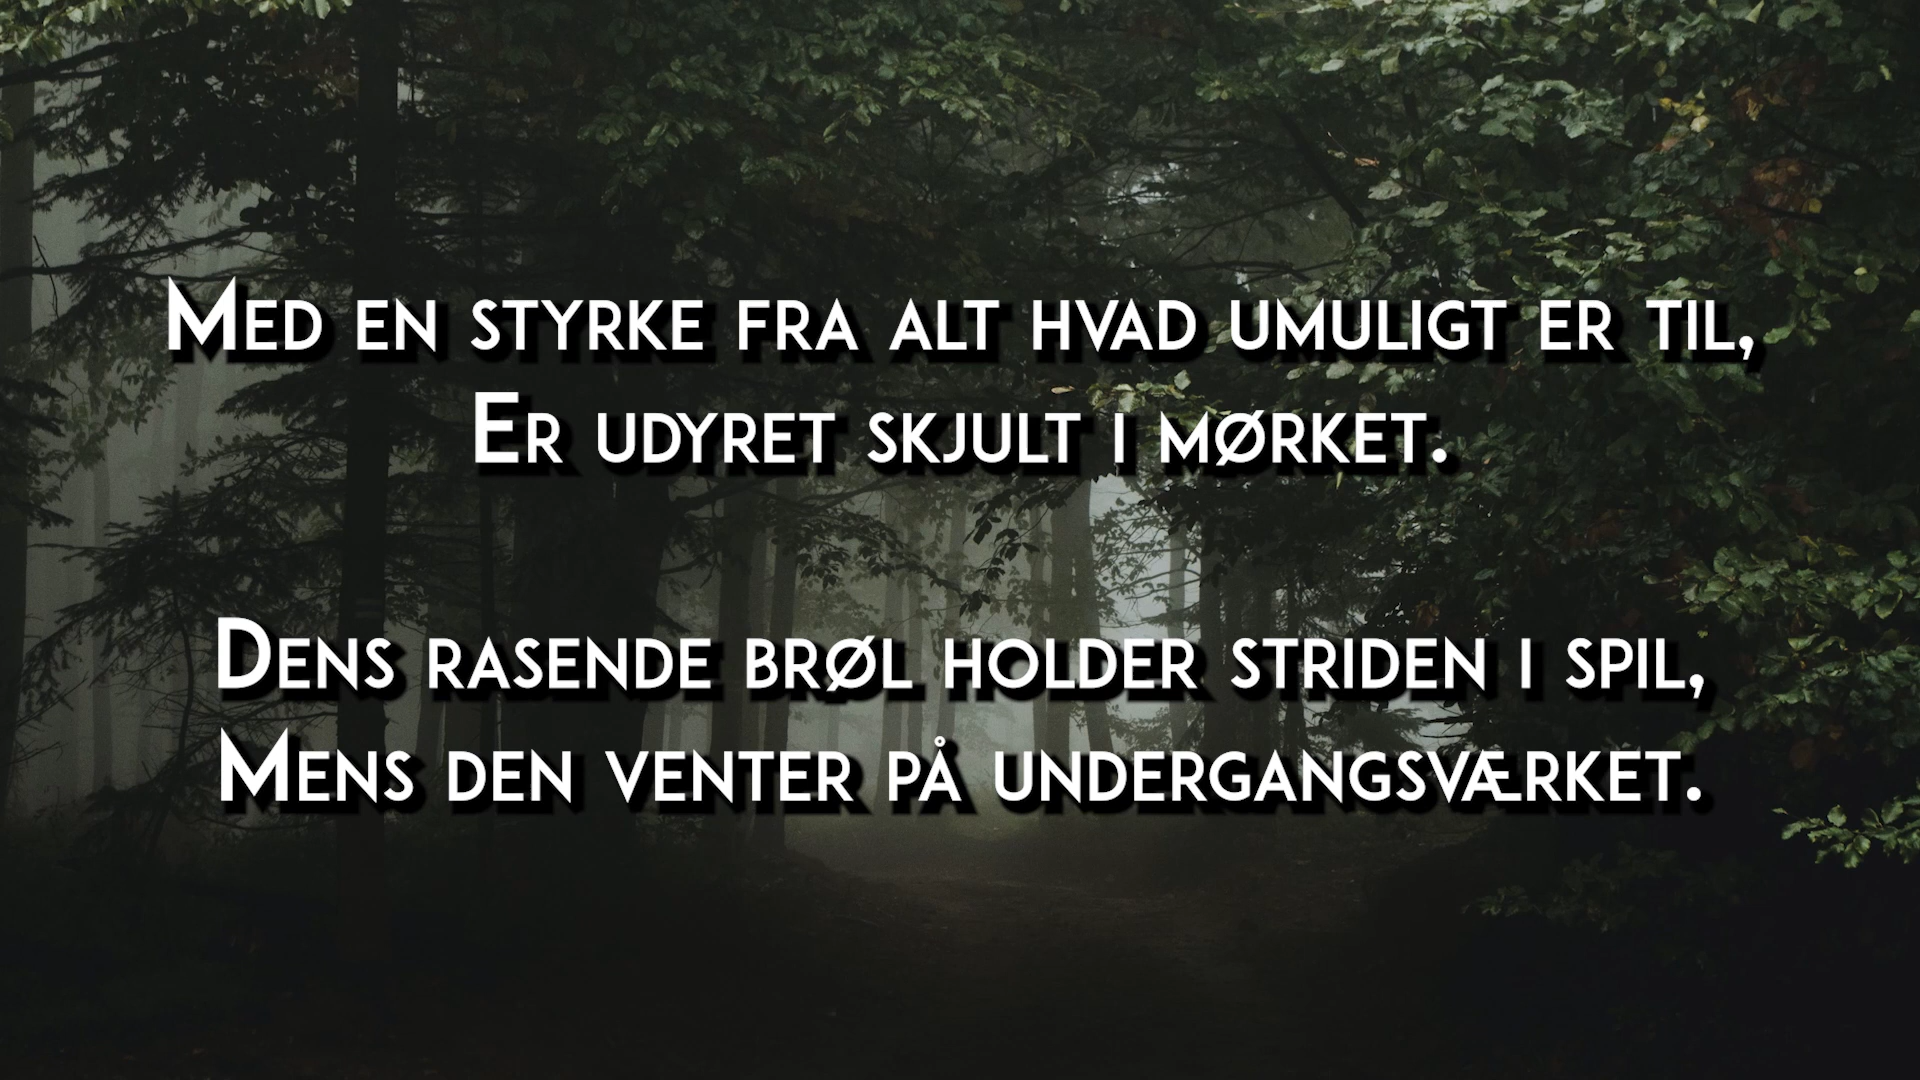 Med en styrke fra alt hvad umuligt er til,
Er udyret skjult i mørket.
Dens rasende brøl holder striden i spil,
Mens den venter på undergangsværket.